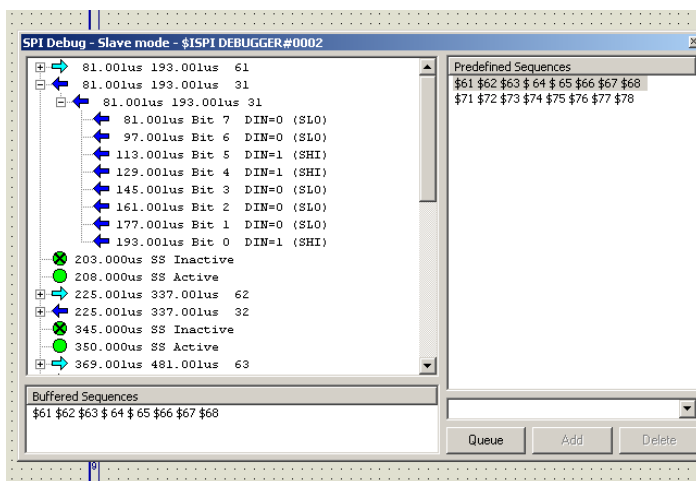 SPI Debug - Slave mode - $ISPI DEBUGGER#0002
81.001us 193.001us 61
81.001us 193.001us 31
81.001us 193.001us 31
81.001us Bit 7 DIN=0 (SLO)
97.001us Bit 6 DIN=0 (SLO)
113.001us Bit 5 DIN=1 (SHI)
129.001us Bit 4 DIN=1 (SHI)
145.001us Bit 3 DIN=0 (SLO)
161.001us Bit 2 DIN=0 (SLO)
177.001us Bit 1 DIN=0 (SLO)
193.001us Bit 0 DIN=1 (SHI)
203.000us SS Inactive
208.000us SS Active
225.001us 337.001us 62
225.001us 337.001us 32
345.000us SS Inactive
350.000us SS Active
369.001us 481.001us 63
Predefined Sequences
$61 $62 $63 $ 64 $ 65 $66 $67 $68
$71 $72 $73 $74 $75 $76 $77 $78
Buffered Sequences
$61 $62 $63 $ 64 $ 65 $66 $67 $68
Queue
Add
Delete
9